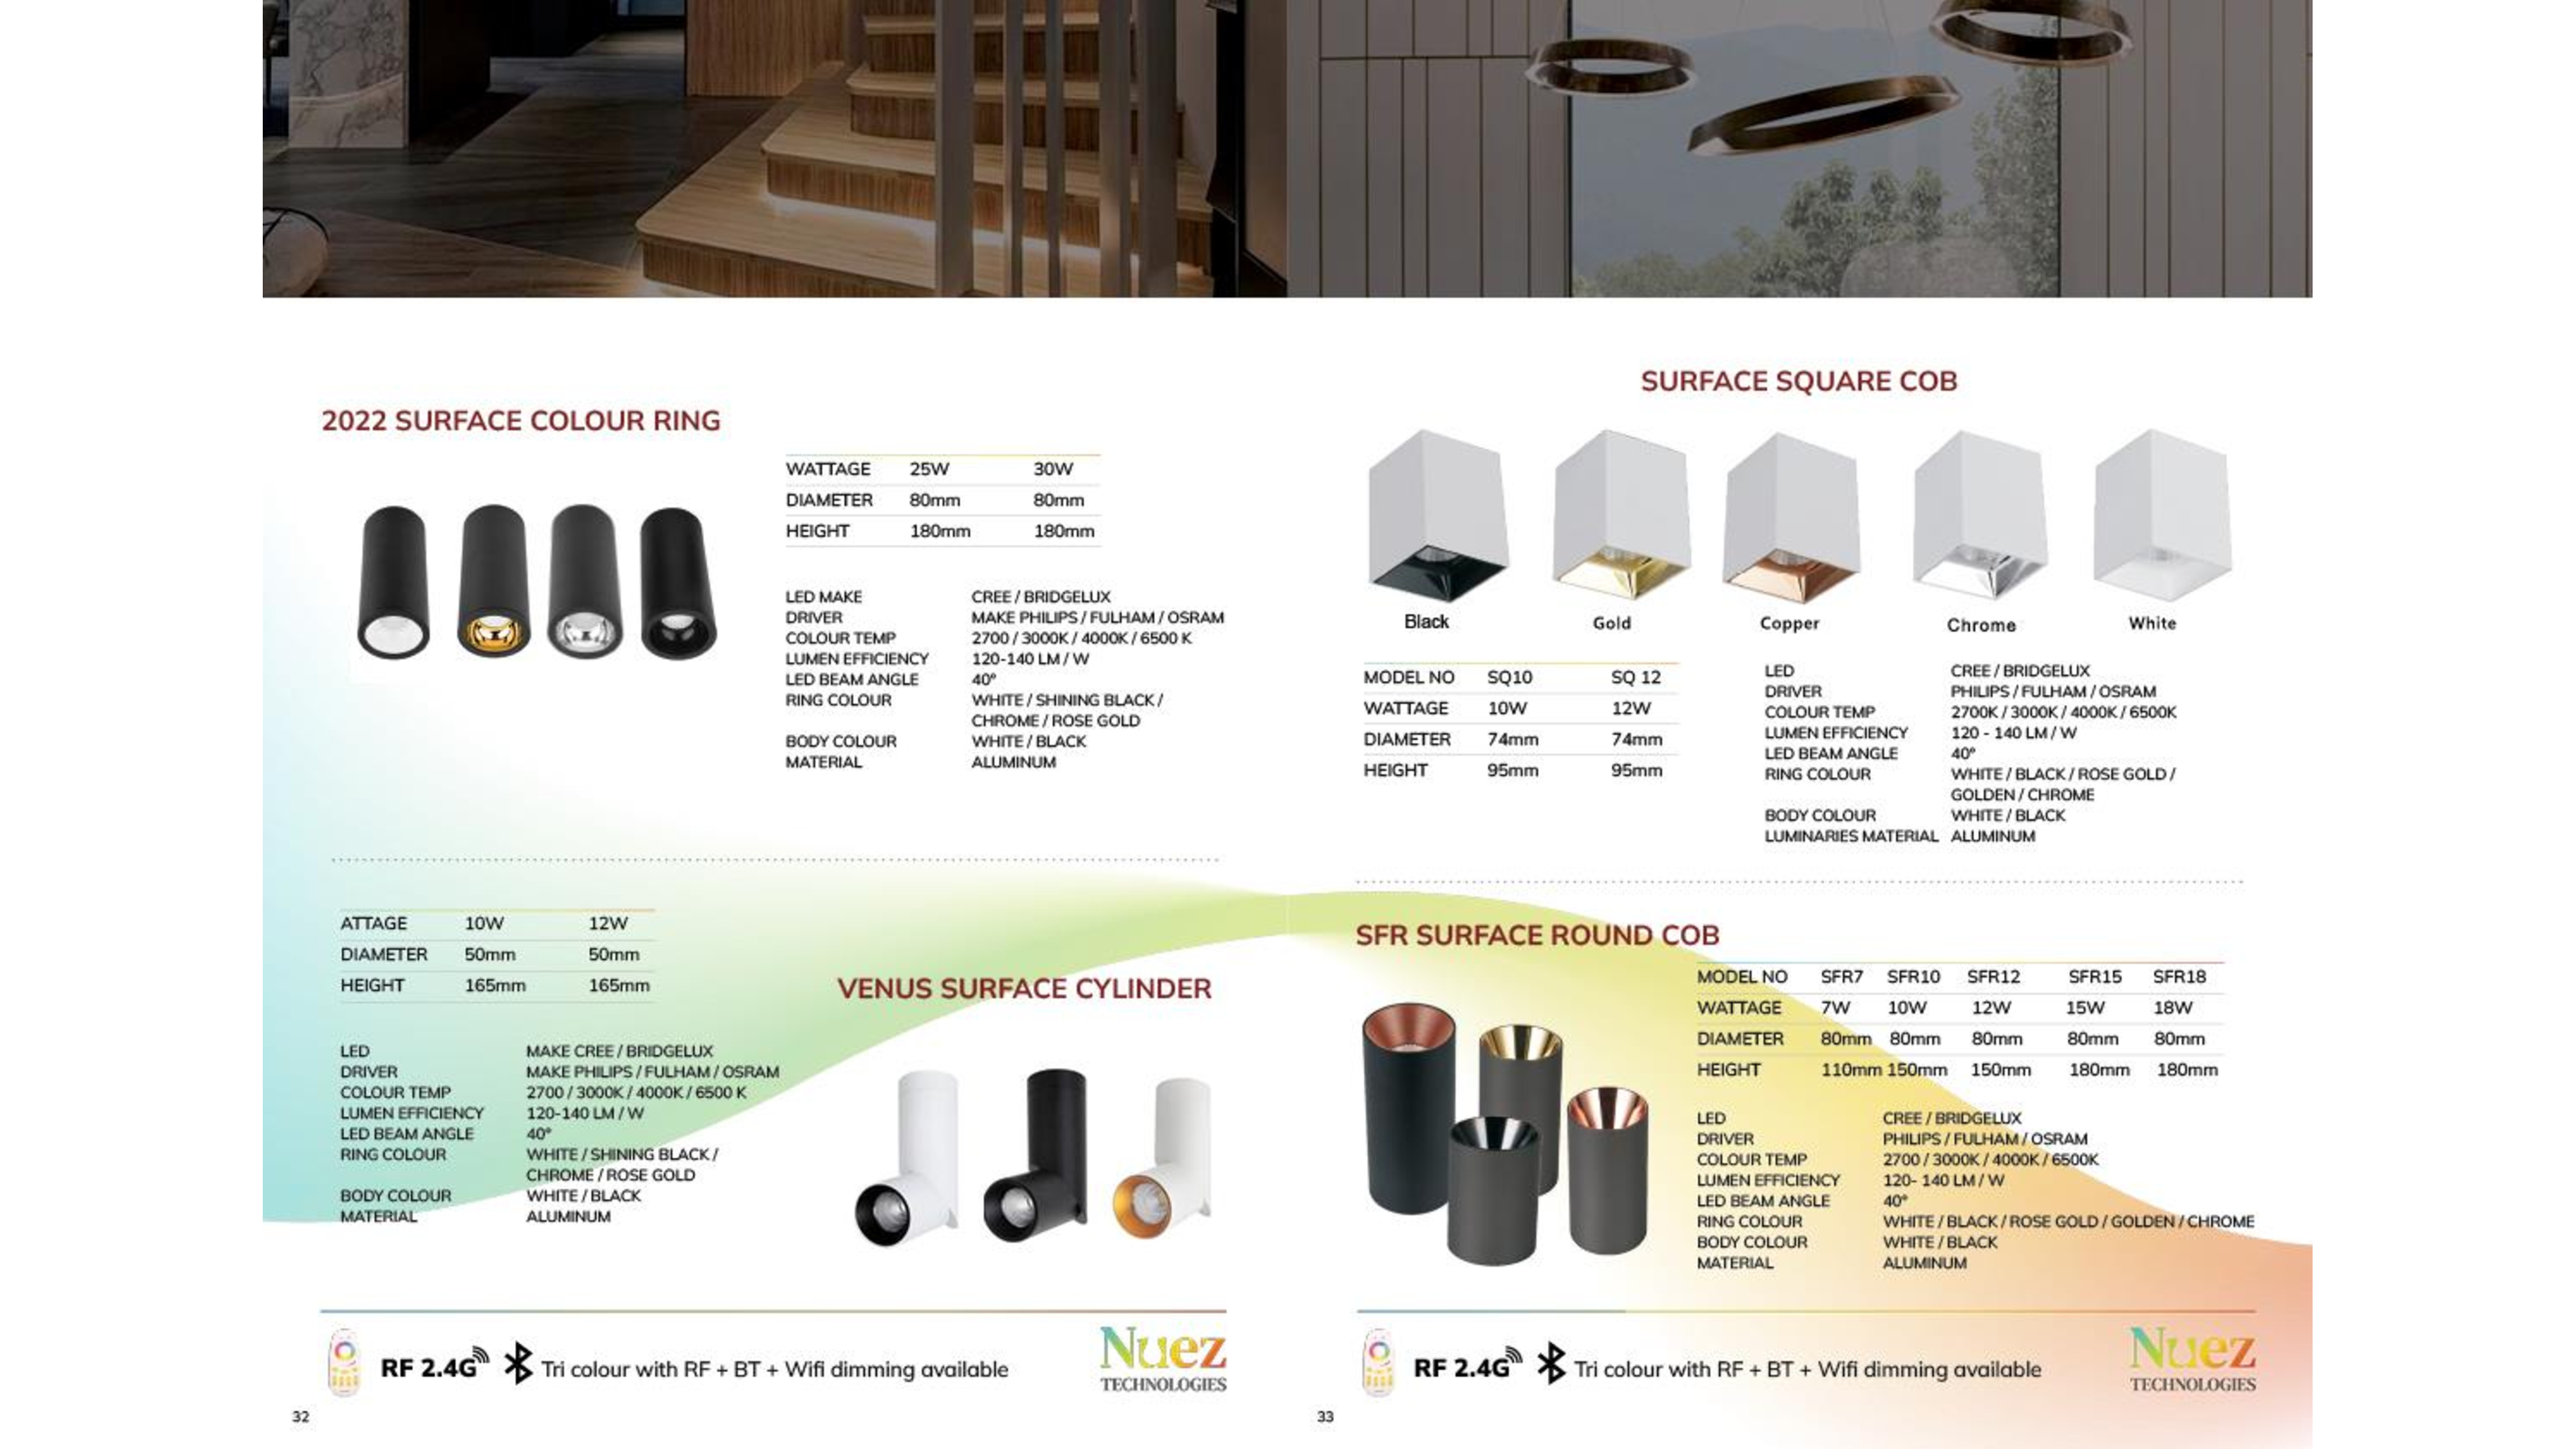 2022 SURFACE COLOUR RING
WATTAGE 25W 30W
DIAMETER 80mm 80mm
HEIGHT 180mm 180mm
LED MAKE CREE / BRIDGELUX
DRIVER MAKE PHILIPS / FULHAM / OSRAM
COLOUR TEMP 2700 / 3000K / 4000K / 6500 K
LUMEN EFFICIENCY 120-140 LM / W
LED BEAM ANGLE 40°
RING COLOUR WHITE / SHINING BLACK /
CHROME / ROSE GOLD
BODY COLOUR WHITE / BLACK
MATERIAL ALUMINUM
ATTAGE 10W 12W
DIAMETER 50mm 50mm
HEIGHT 165mm 165mm
VENUS SURFACE CYLINDER
LED MAKE CREE / BRIDGELUX
DRIVER MAKE PHILIPS / FULHAM / OSRAM
COLOUR TEMP 2700 / 3000K / 4000K / 6500 K
LUMEN EFFICIENCY 120-140 LM / W
LED BEAM ANGLE 40°
RING COLOUR WHITE / SHINING BLACK /
CHROME / ROSE GOLD
BODY COLOUR WHITE / BLACK
MATERIAL ALUMINUM
RF 2.4G Tri colour with RF + BT + Wifi dimming available
Nuez
TECHNOLOGIES
32
SURFACE SQUARE COB
Black Gold Copper Chrome White
MODEL NO SQ10 SQ 12
WATTAGE 10W 12W
DIAMETER 74mm 74mm
HEIGHT 95mm 95mm
LED CREE / BRIDGELUX
DRIVER PHILIPS / FULHAM / OSRAM
COLOUR TEMP 2700K / 3000K / 4000K / 6500K
LUMEN EFFICIENCY 120 - 140 LM / W
LED BEAM ANGLE 40°
RING COLOUR WHITE / BLACK / ROSE GOLD /
GOLDEN / CHROME
BODY COLOUR WHITE / BLACK
LUMINARIES MATERIAL ALUMINUM
SFR SURFACE ROUND COB
MODEL NO SFR7 SFR10 SFR12 SFR15 SFR18
WATTAGE 7W 10W 12W 15W 18W
DIAMETER 80mm 80mm 80mm 80mm 80mm
HEIGHT 110mm 150mm 150mm 180mm 180mm
LED CREE / BRIDGELUX
DRIVER PHILIPS / FULHAM / OSRAM
COLOUR TEMP 2700 / 3000K / 4000K / 6500K
LUMEN EFFICIENCY 120- 140 LM / W
LED BEAM ANGLE 40°
RING COLOUR WHITE / BLACK / ROSE GOLD / GOLDEN / CHROME
BODY COLOUR WHITE / BLACK
MATERIAL ALUMINUM
RF 2.4G Tri colour with RF + BT + Wifi dimming available
Nuez
TECHNOLOGIES
33